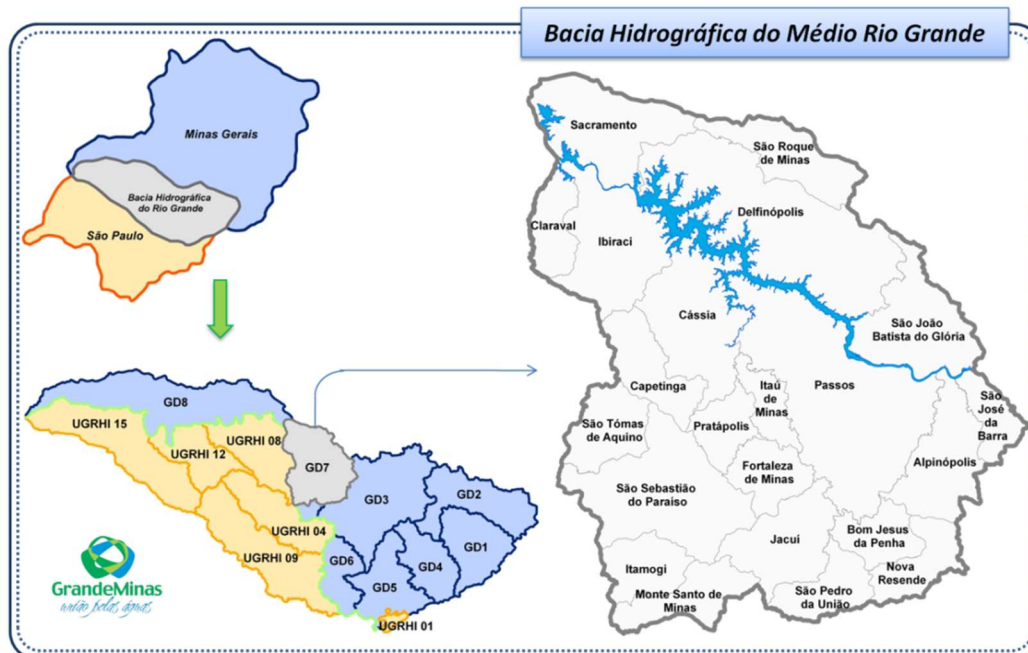 Bacia Hidrográfica do Médio Rio Grande
Minas Gerais
Bacia Hidrográfica
do Rio Grande
São Paulo
GD8
UGRHI 15
UGRHI 08
UGRHI 12
GD7
GD3
GD2
UGRHI 04
GD1
UGRHI 09
GD6
GD4
GD5
UGRHI 01
GrandeMinas
união pelas águas
Sacramento
São Roque
de Minas
Claraval
Ibiraci
Delfinópolis
Cássia
São João
Batista do Glória
Capetinga
Itaú
de
Minas
Passos
São
José
da
Barra
São Tómas
de Aquino
Pratápolis
Alpinópolis
Fortaleza
de Minas
São Sebastião
do Paraiso
Jacuí
Bom Jesus
da Penha
Itamogi
Nova
Resende
Monte Santo de
Minas
São Pedro
da União